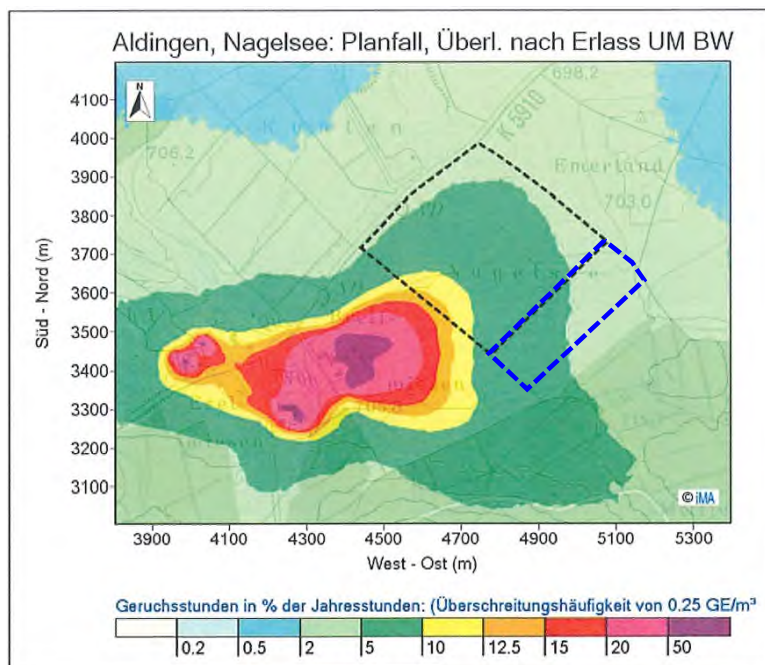 Aldingen, Nagelsee: Planfall, Überl. nach Erlass UM BW
N
698,2
K 5910
706,2
Emerland
703,0
© iMA
Süd - Nord (m)
4100
4000
3900
3800
3700
3600
3500
3400
3300
3200
3100
3900 4100 4300 4500 4700 4900 5100 5300
West - Ost (m)
Geruchsstunden in % der Jahresstunden: (Überschreitungshäufigkeit von 0.25 GE/m³
0.2 0.5 2 5 10 12.5 15 20 50